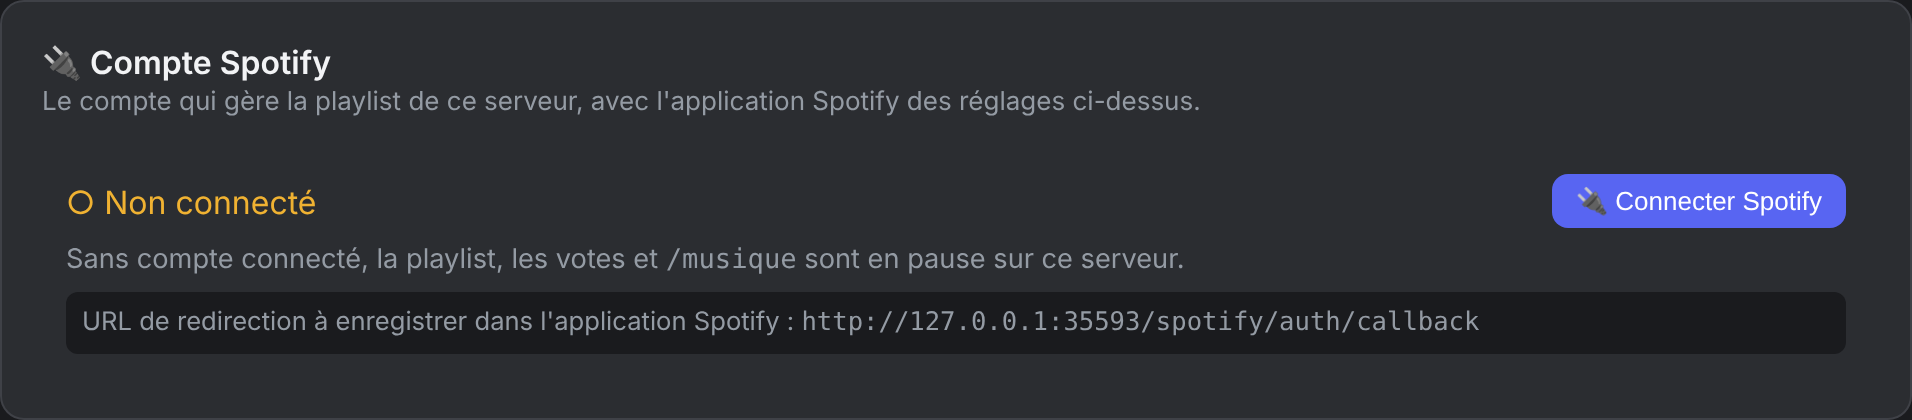 Compte Spotify
Le compte qui gère la playlist de ce serveur, avec l'application Spotify des réglages ci-dessus.
Non connecté
Connecter Spotify
Sans compte connecté, la playlist, les votes et /musique sont en pause sur ce serveur.
URL de redirection à enregistrer dans l'application Spotify : http://127.0.0.1:35593/spotify/auth/callback